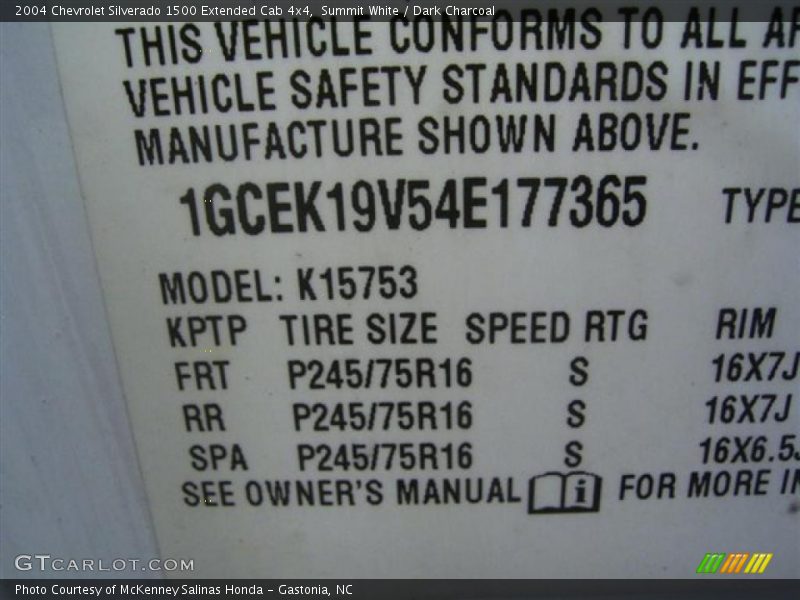 2004 Chevrolet Silverado 1500 Extended Cab 4x4, Summit White / Dark Charcoal
THIS VEHICLE CONFORMS TO ALL AP
VEHICLE SAFETY STANDARDS IN EFF
MANUFACTURE SHOWN ABOVE.
1GCEK19V54E177365 TYPE
MODEL: K15753
KPTP TIRE SIZE SPEED RTG RIM
FRT P245/75R16 S 16X7J
RR P245/75R16 S 16X7J
SPA P245/75R16 S 16X6.5J
SEE OWNER'S MANUAL i FOR MORE IN
GTCARLOT.COM
Photo Courtesy of McKenney Salinas Honda - Gastonia, NC